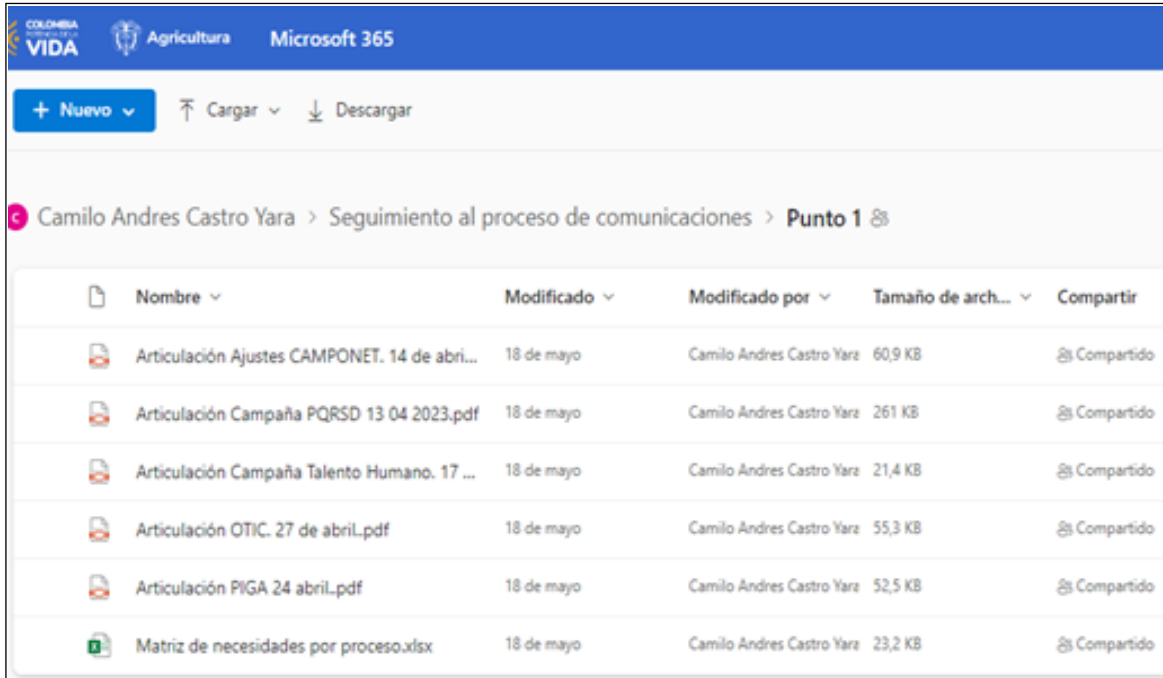 COLOMBIA
POTENCIA DE LA
VIDA
Agricultura
Microsoft 365
+ Nuevo
Cargar
Descargar
C
Camilo Andres Castro Yara > Seguimiento al proceso de comunicaciones > Punto 1
Nombre Modificado Modificado por Tamaño de arch... Compartir
Articulación Ajustes CAMPONET. 14 de abri... 18 de mayo Camilo Andres Castro Yara 60,9 KB Compartido
Articulación Campaña PQRSD 13 04 2023.pdf 18 de mayo Camilo Andres Castro Yara 261 KB Compartido
Articulación Campaña Talento Humano. 17 ... 18 de mayo Camilo Andres Castro Yara 21,4 KB Compartido
Articulación OTIC. 27 de abril..pdf 18 de mayo Camilo Andres Castro Yara 55,3 KB Compartido
Articulación PIGA 24 abril..pdf 18 de mayo Camilo Andres Castro Yara 52,5 KB Compartido
Matriz de necesidades por proceso.xlsx 18 de mayo Camilo Andres Castro Yara 23,2 KB Compartido